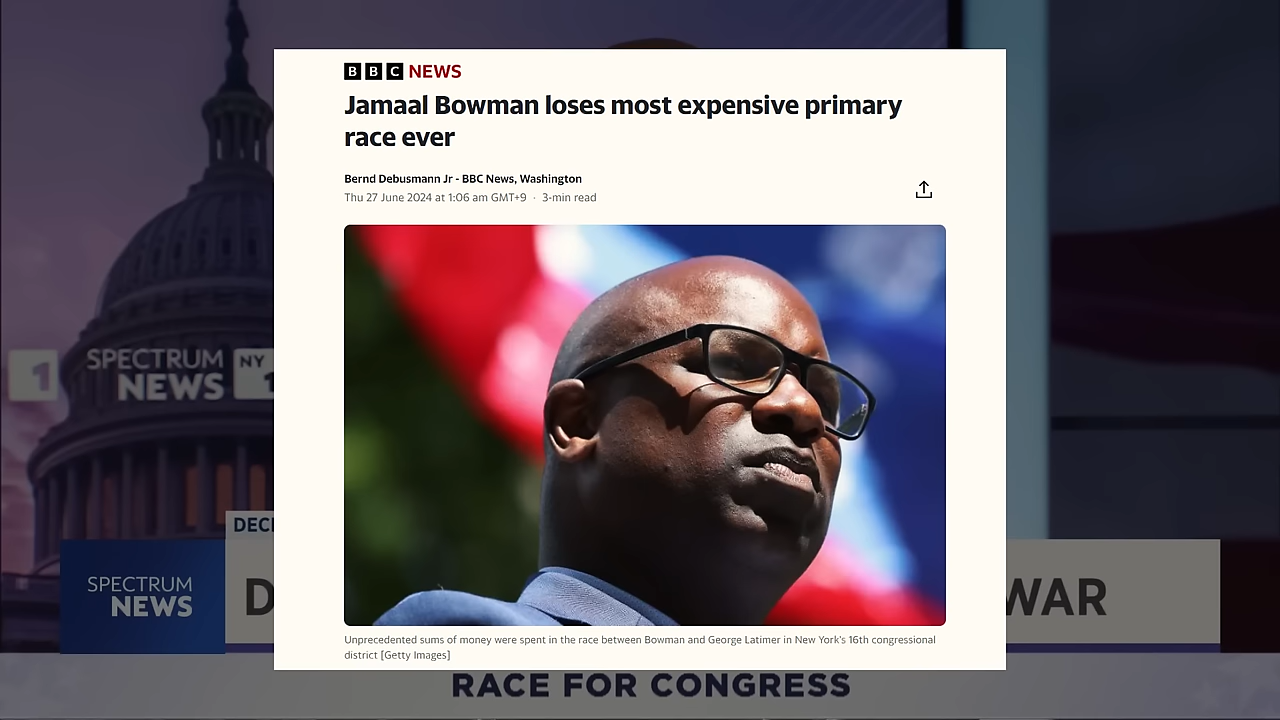 BBC NEWS
Jamaal Bowman loses most expensive primary
race ever
Bernd Debusmann Jr - BBC News, Washington
Thu 27 June 2024 at 1:06 am GMT+9 · 3-min read
Unprecedented sums of money were spent in the race between Bowman and George Latimer in New York's 16th congressional
district [Getty Images]
1
SPECTRUM
NEWS
NY
1
DECI
SPECTRUM
NEWS
D
WAR
RACE FOR CONGRESS